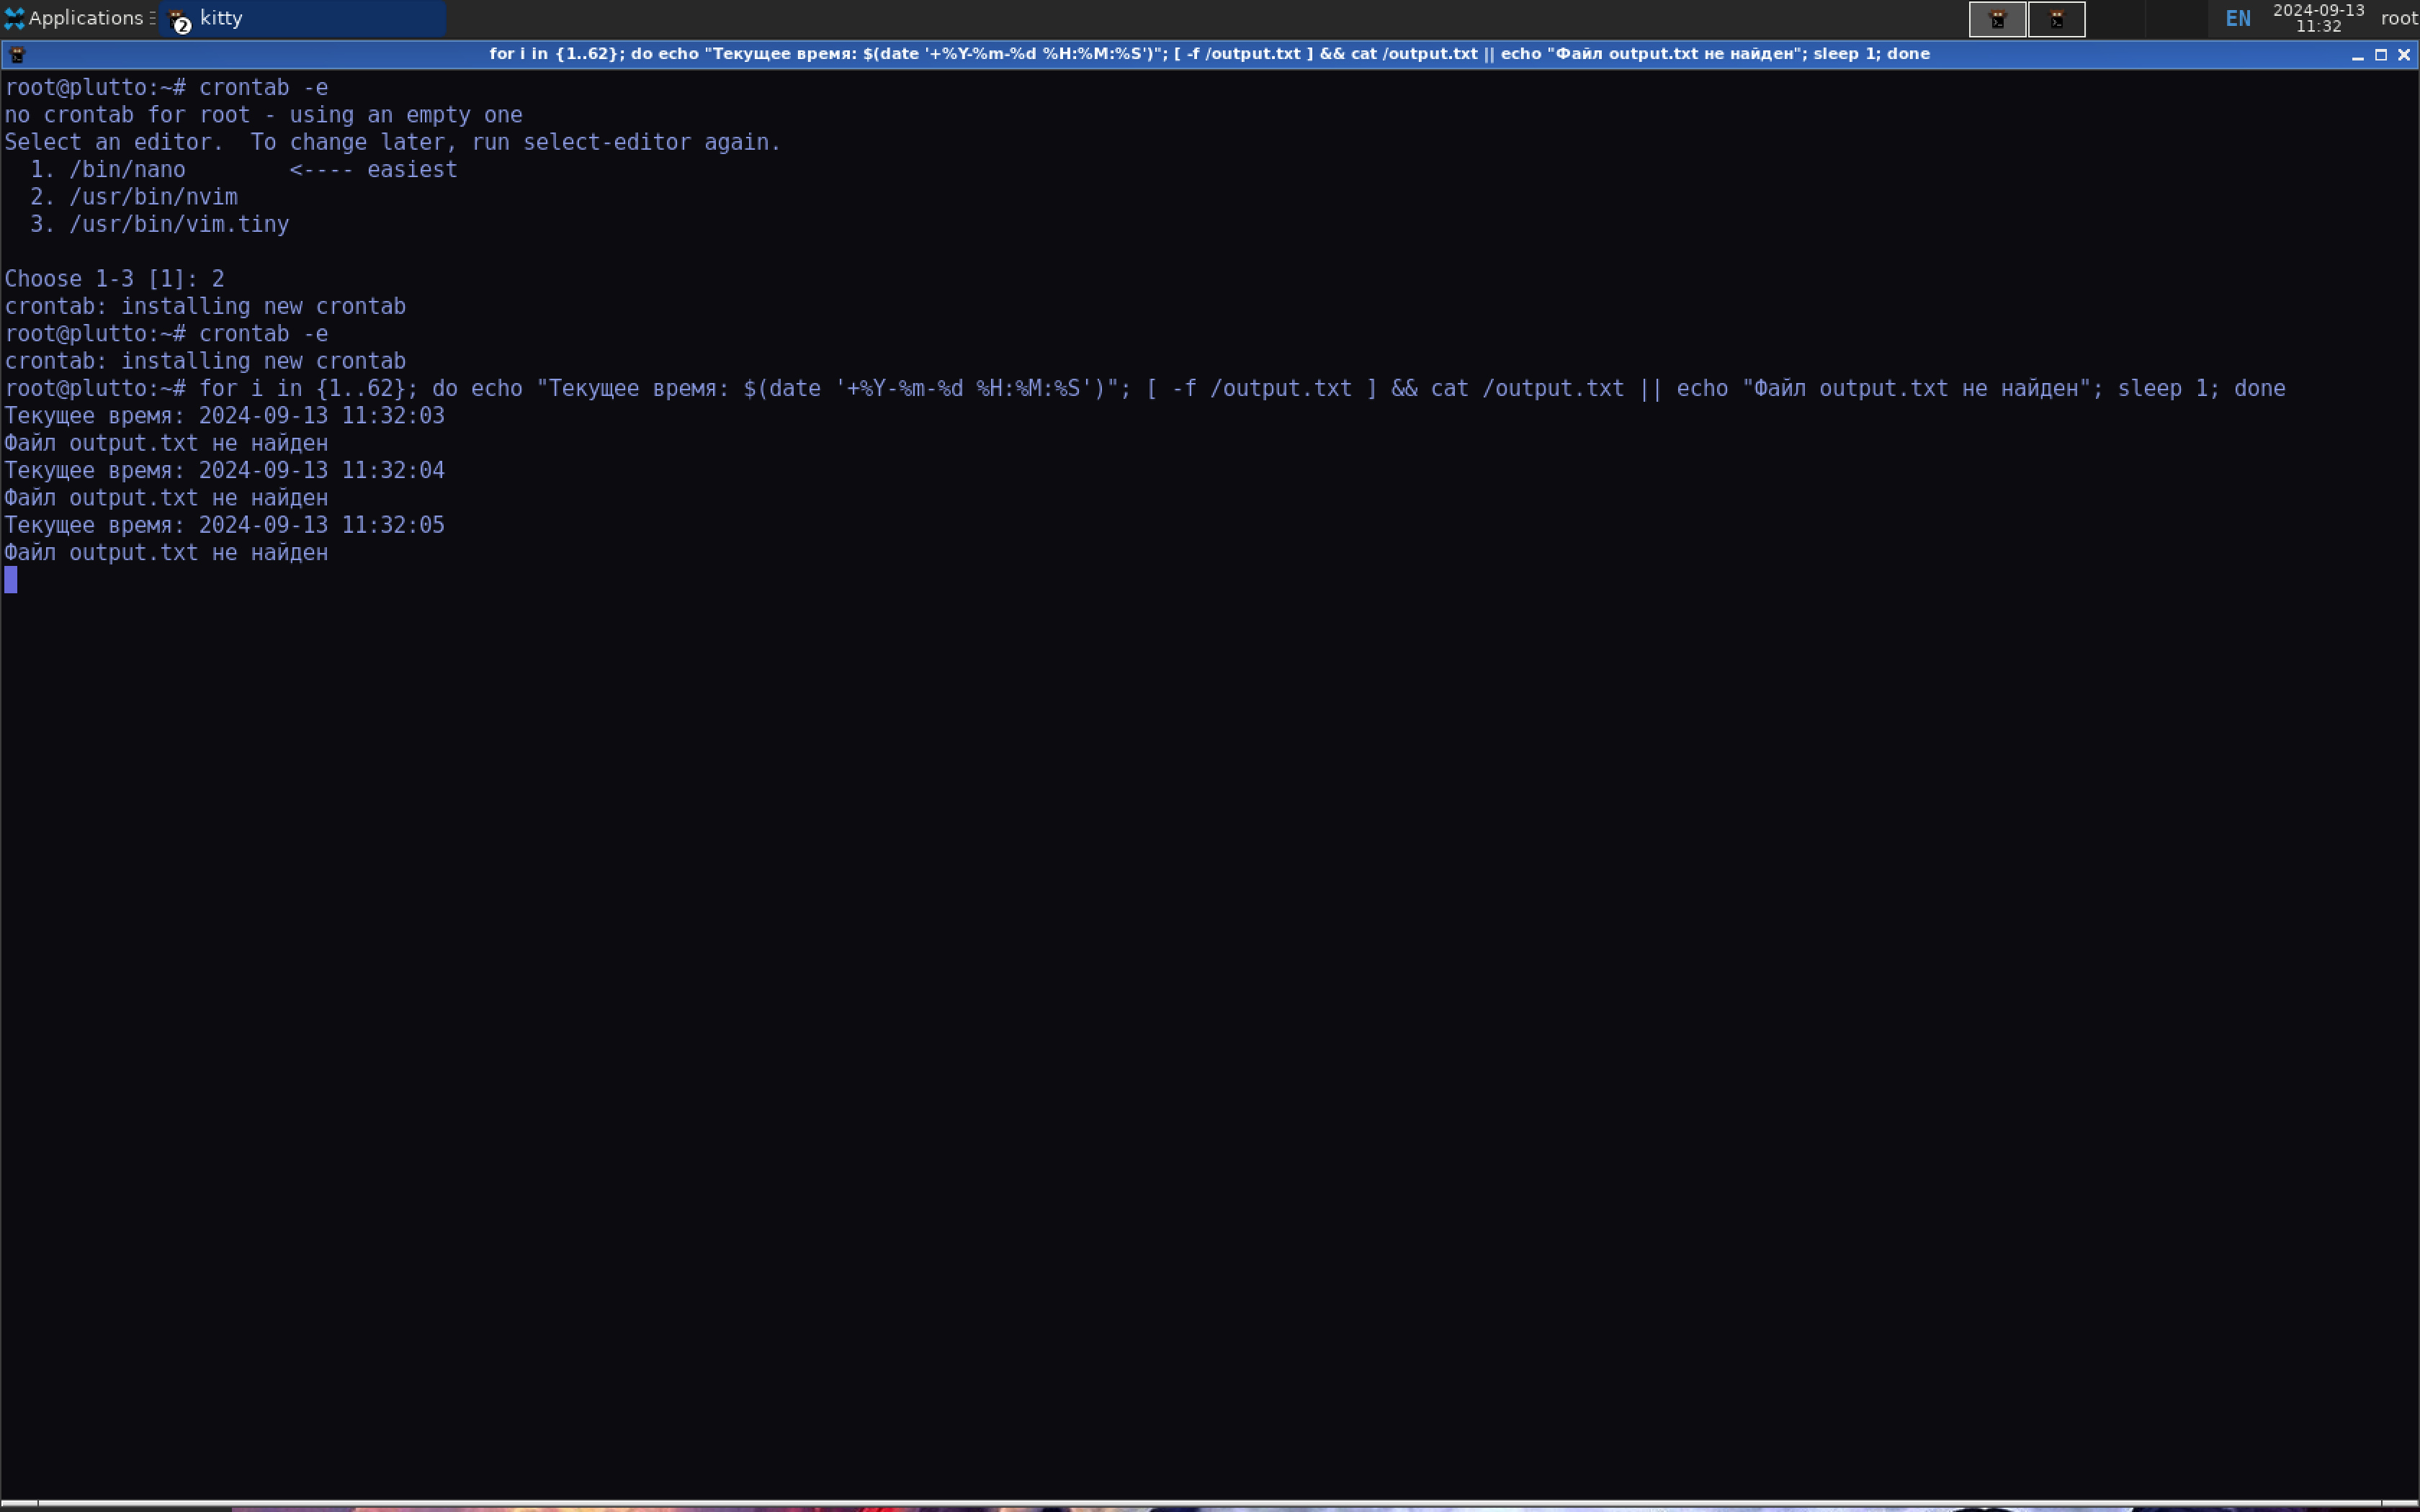 Applications
2 kitty
EN
2024-09-13
11:32
root
for i in {1..62}; do echo "Текущее время: $(date '+%Y-%m-%d %H:%M:%S')"; [ -f /output.txt ] && cat /output.txt || echo "Файл output.txt не найден"; sleep 1; done
root@plutto:~# crontab -e
no crontab for root - using an empty one
Select an editor.  To change later, run select-editor again.
  1. /bin/nano        <---- easiest
  2. /usr/bin/nvim
  3. /usr/bin/vim.tiny
Choose 1-3 [1]: 2
crontab: installing new crontab
root@plutto:~# crontab -e
crontab: installing new crontab
root@plutto:~# for i in {1..62}; do echo "Текущее время: $(date '+%Y-%m-%d %H:%M:%S')"; [ -f /output.txt ] && cat /output.txt || echo "Файл output.txt не найден"; sleep 1; done
Текущее время: 2024-09-13 11:32:03
Файл output.txt не найден
Текущее время: 2024-09-13 11:32:04
Файл output.txt не найден
Текущее время: 2024-09-13 11:32:05
Файл output.txt не найден